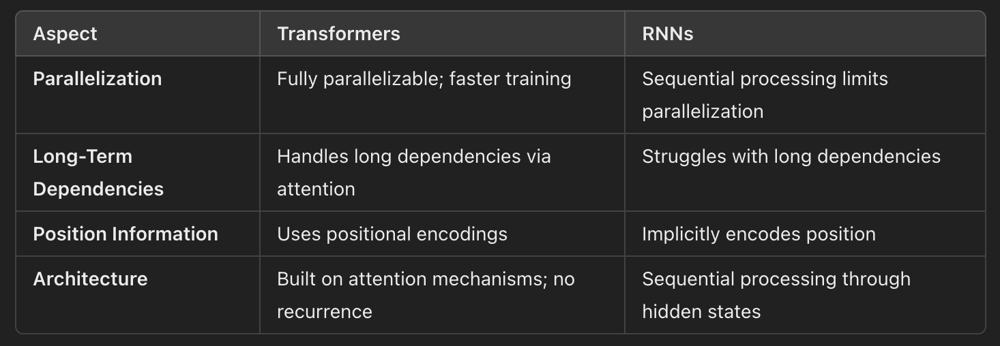 Aspect
Transformers
RNNs
Parallelization
Fully parallelizable; faster training
Sequential processing limits
parallelization
Long-Term
Dependencies
Handles long dependencies via
attention
Struggles with long dependencies
Position Information
Uses positional encodings
Implicitly encodes position
Architecture
Built on attention mechanisms; no
recurrence
Sequential processing through
hidden states